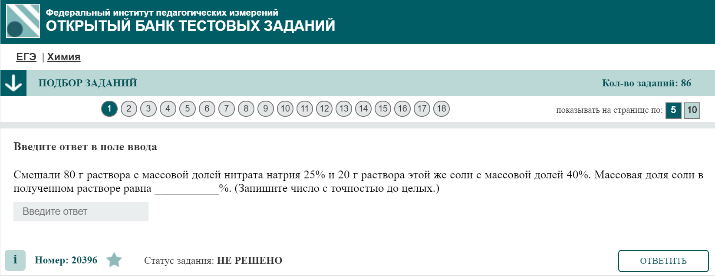 Федеральный институт педагогических измерений
ОТКРЫТЫЙ БАНК ТЕСТОВЫХ ЗАДАНИЙ
ЕГЭ | Химия
ПОДБОР ЗАДАНИЙ Кол-во заданий: 86
1 2 3 4 5 6 7 8 9 10 11 12 13 14 15 16 17 18 показывать на странице по: 5 10
Введите ответ в поле ввода
Смешали 80 г раствора с массовой долей нитрата натрия 25% и 20 г раствора этой же соли с массовой долей 40%. Массовая доля соли в
полученном растворе равна ___________%. (Запишите число с точностью до целых.)
Введите ответ
i Номер: 20396 Статус задания: НЕ РЕШЕНО ОТВЕТИТЬ